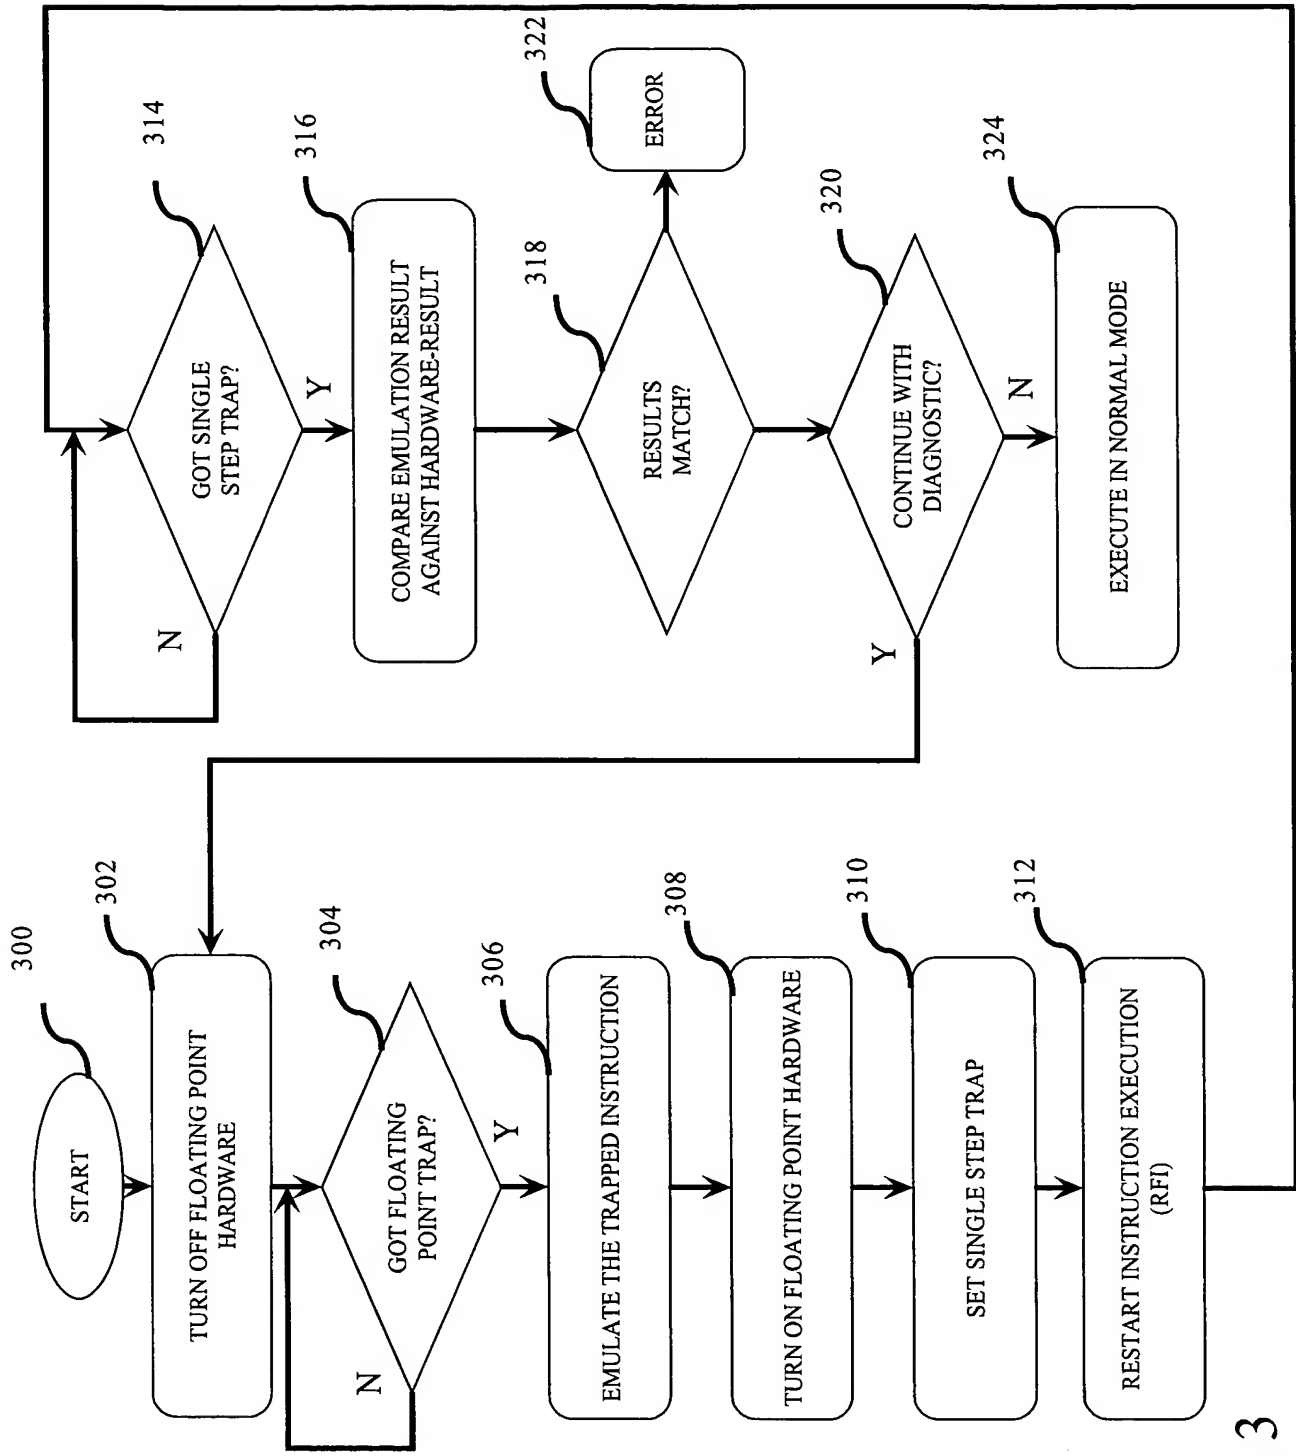 300
START
302
TURN OFF FLOATING POINT
HARDWARE
304
GOT FLOATING
POINT TRAP?
N
Y
306
EMULATE THE TRAPPED INSTRUCTION
308
TURN ON FLOATING POINT HARDWARE
310
SET SINGLE STEP TRAP
312
RESTART INSTRUCTION EXECUTION
(RFI)
314
GOT SINGLE
STEP TRAP?
N
Y
316
COMPARE EMULATION RESULT
AGAINST HARDWARE-RESULT
318
RESULTS
MATCH?
322
ERROR
320
CONTINUE WITH
DIAGNOSTIC?
Y
N
324
EXECUTE IN NORMAL MODE
3